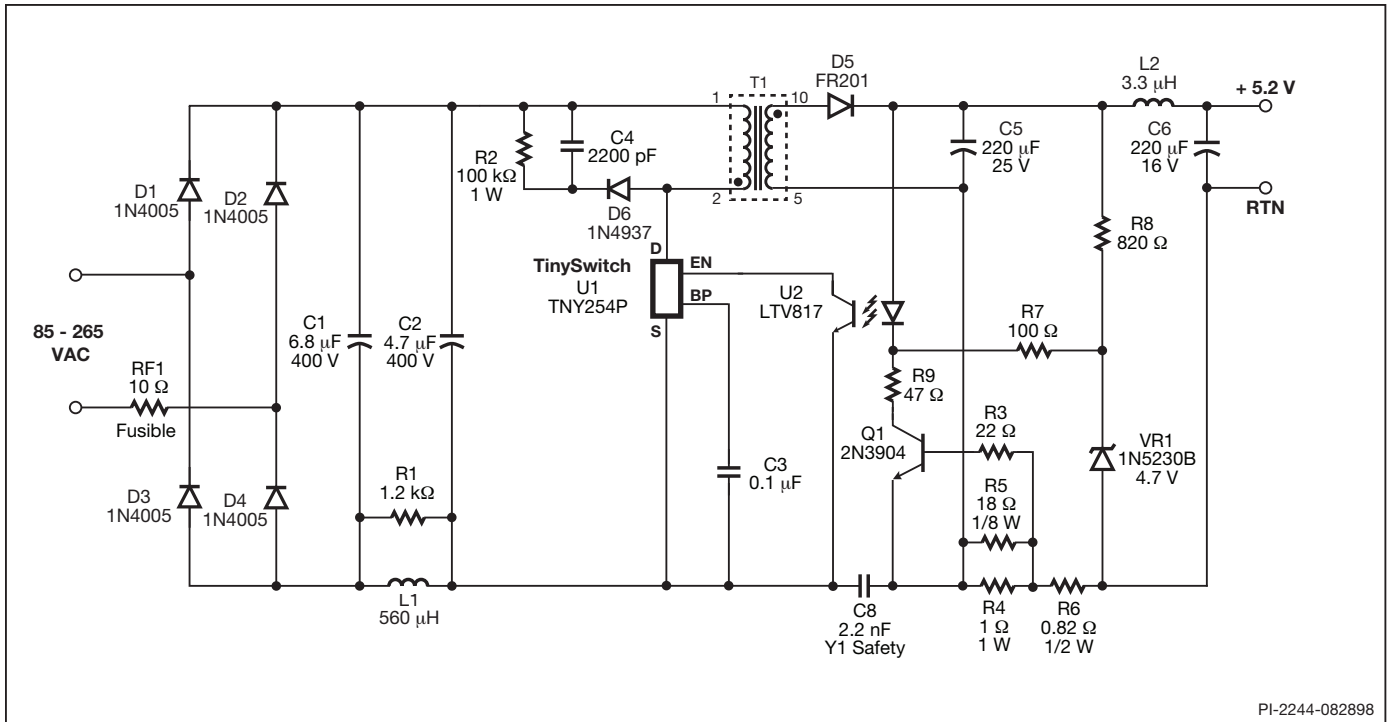 D1
1N4005
D2
1N4005
85 - 265
VAC
RF1
10 Ω
Fusible
D3
1N4005
D4
1N4005
C1
6.8 µF
400 V
C2
4.7 µF
400 V
R1
1.2 kΩ
L1
560 µH
R2
100 kΩ
1 W
C4
2200 pF
D6
1N4937
T1
1
2
10
5
D5
FR201
TinySwitch
U1
TNY254P
D
EN
BP
S
C3
0.1 µF
U2
LTV817
C5
220 µF
25 V
L2
3.3 µH
C6
220 µF
16 V
+ 5.2 V
RTN
R8
820 Ω
R7
100 Ω
R9
47 Ω
Q1
2N3904
R3
22 Ω
R5
18 Ω
1/8 W
VR1
1N5230B
4.7 V
C8
2.2 nF
Y1 Safety
R4
1 Ω
1 W
R6
0.82 Ω
1/2 W
PI-2244-082898